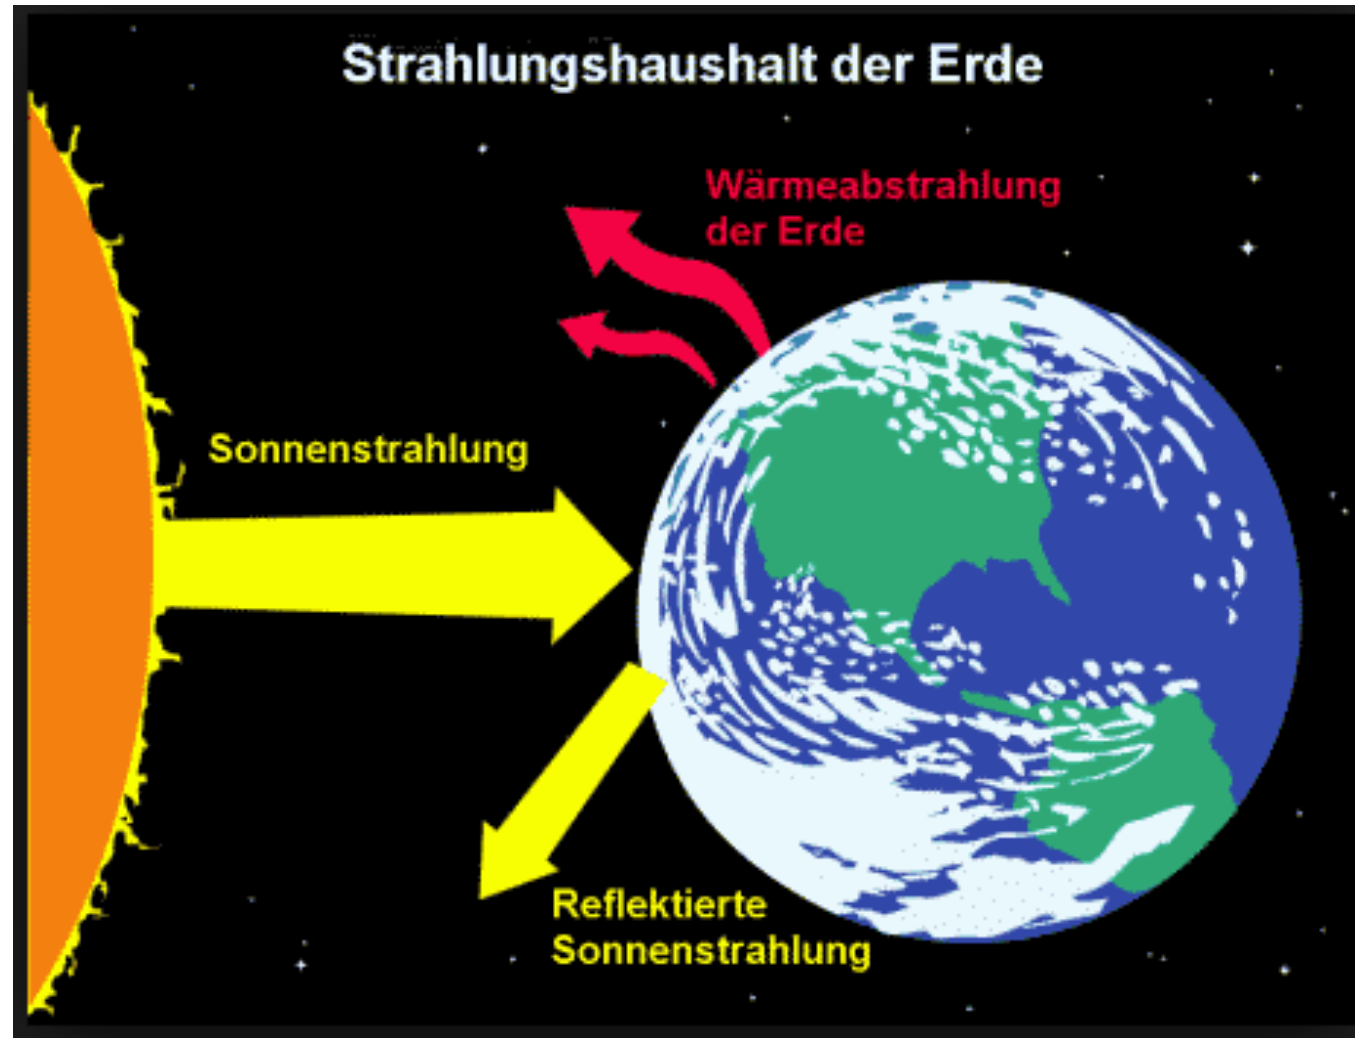 Strahlungshaushalt der Erde
Wärmeabstrahlung
der Erde
Sonnenstrahlung
Reflektierte
Sonnenstrahlung